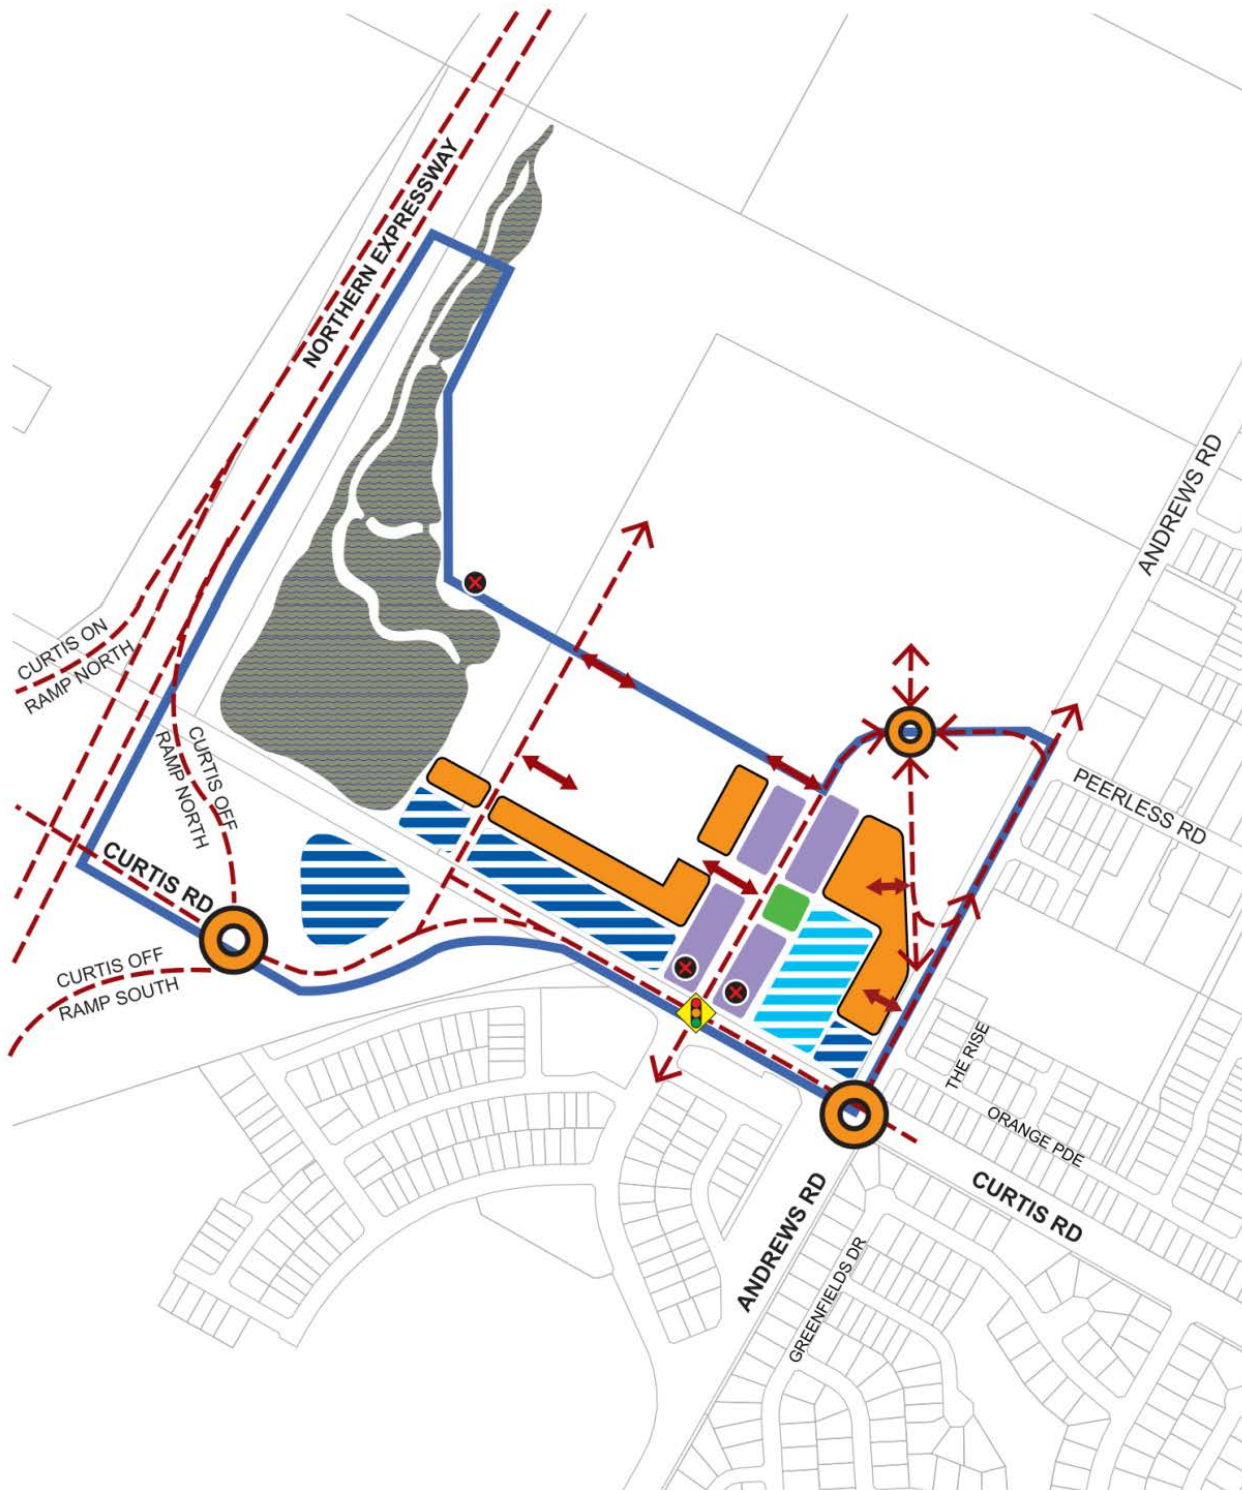 NORTHERN EXPRESSWAY
ANDREWS RD
CURTIS ON
RAMP NORTH
CURTIS OFF
RAMP NORTH
PEERLESS RD
CURTIS RD
CURTIS OFF
RAMP SOUTH
THE RISE
ORANGE PDE
CURTIS RD
ANDREWS RD
GREENFIELDS DR